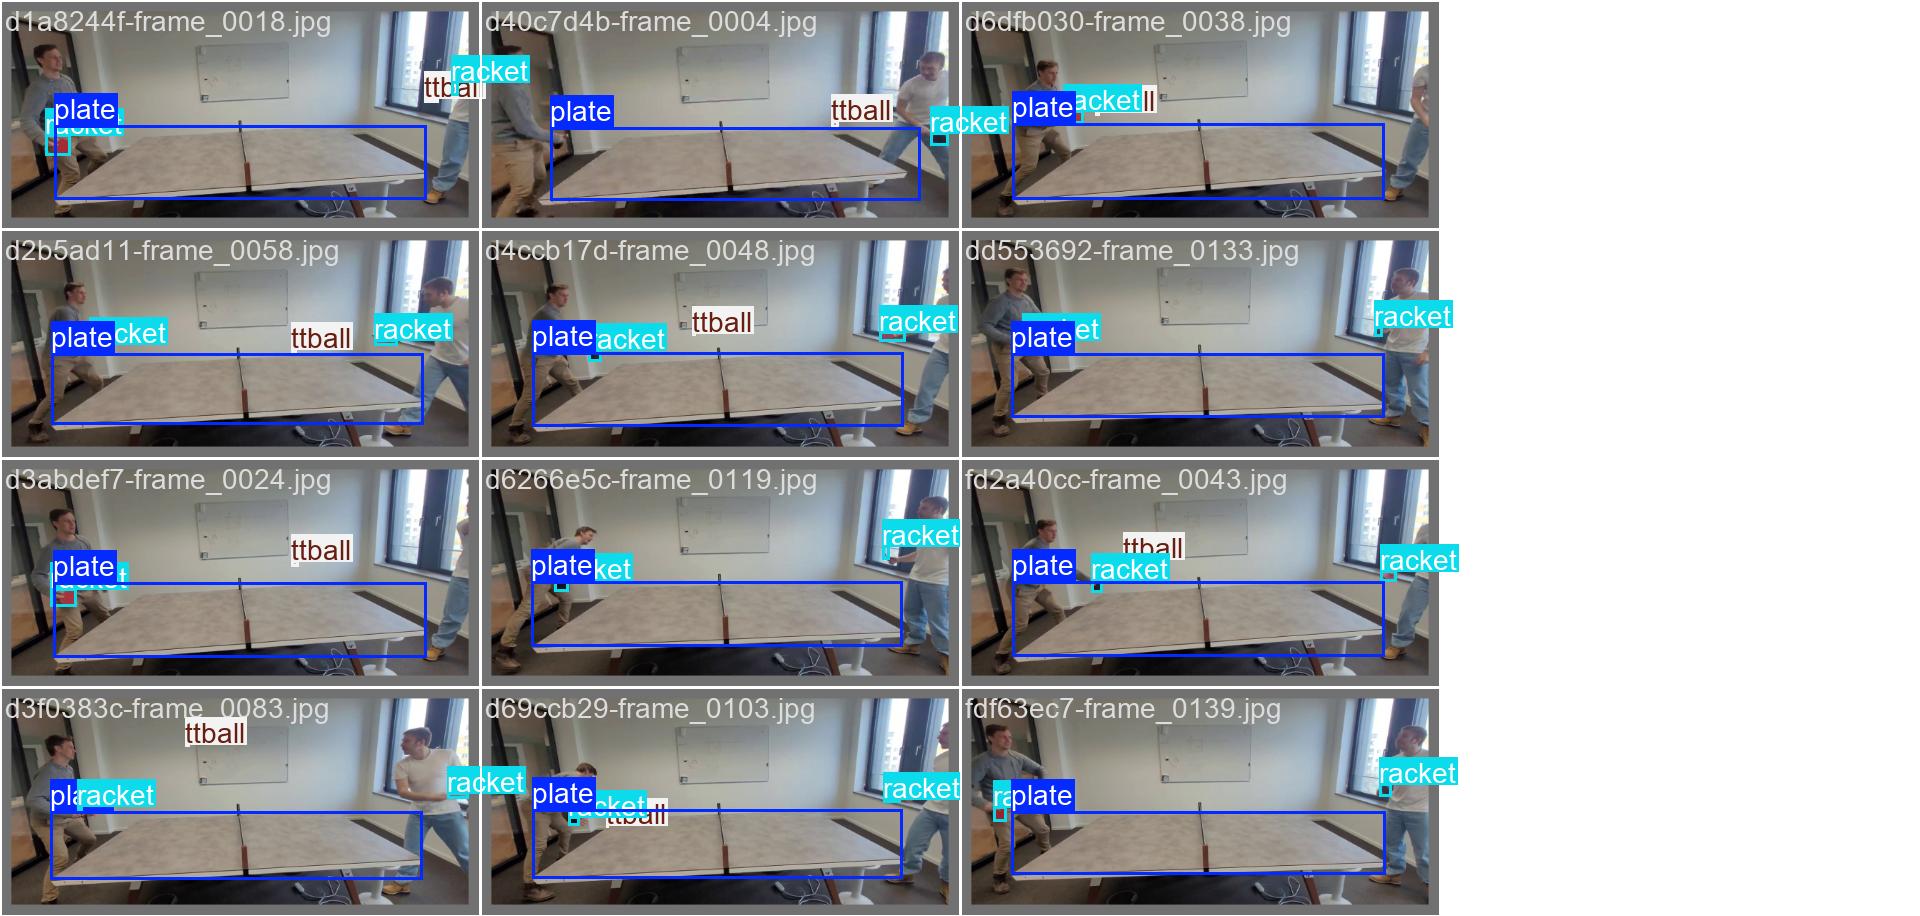 d1a8244f-frame_0018.jpg
racket
ttball
plate
racket
d40c7d4b-frame_0004.jpg
plate
ttball
racket
d6dfb030-frame_0038.jpg
plate
acket
ll
d2b5ad11-frame_0058.jpg
plate
cket
ttball
racket
d4ccb17d-frame_0048.jpg
ttball
racket
plate
acket
dd553692-frame_0133.jpg
racket
plate
et
d3abdef7-frame_0024.jpg
ttball
plate
racket
d6266e5c-frame_0119.jpg
racket
plate
ket
fd2a40cc-frame_0043.jpg
ttball
plate
racket
racket
d3f0383c-frame_0083.jpg
ttball
pla
racket
racket
d69ccb29-frame_0103.jpg
plate
racket
ttball
racket
fdf63ec7-frame_0139.jpg
racket
ra
plate